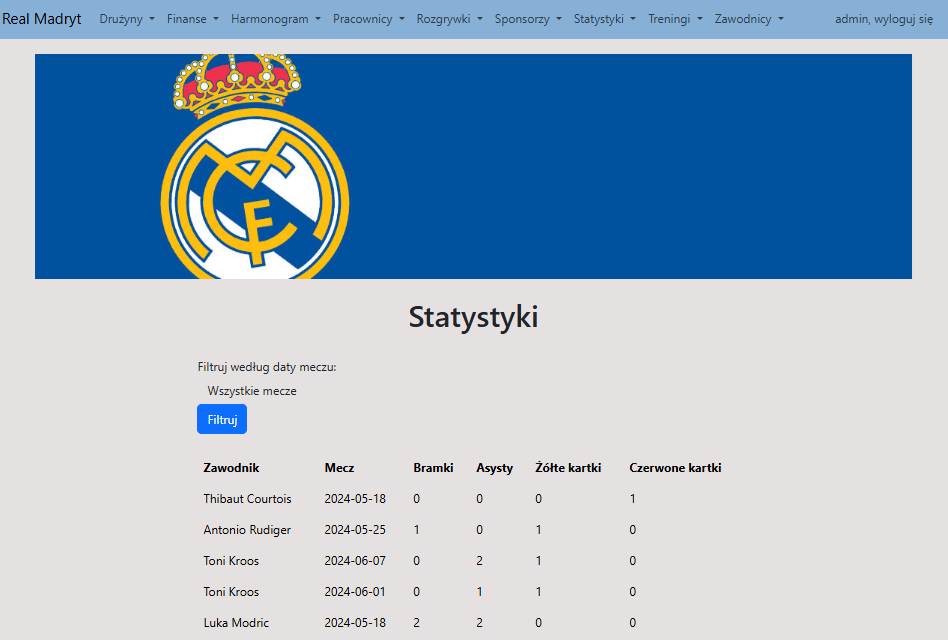 Real Madryt Drużyny Finanse Harmonogram Pracownicy Rozgrywki Sponsorzy Statystyki Treningi Zawodnicy admin, wyloguj się
Statystyki
Filtruj według daty meczu:
Wszystkie mecze
Filtruj
Zawodnik Mecz Bramki Asysty Żółte kartki Czerwone kartki
Thibaut Courtois 2024-05-18 0 0 0 1
Antonio Rudiger 2024-05-25 1 0 1 0
Toni Kroos 2024-06-07 0 2 1 0
Toni Kroos 2024-06-01 0 1 1 0
Luka Modric 2024-05-18 2 2 0 0